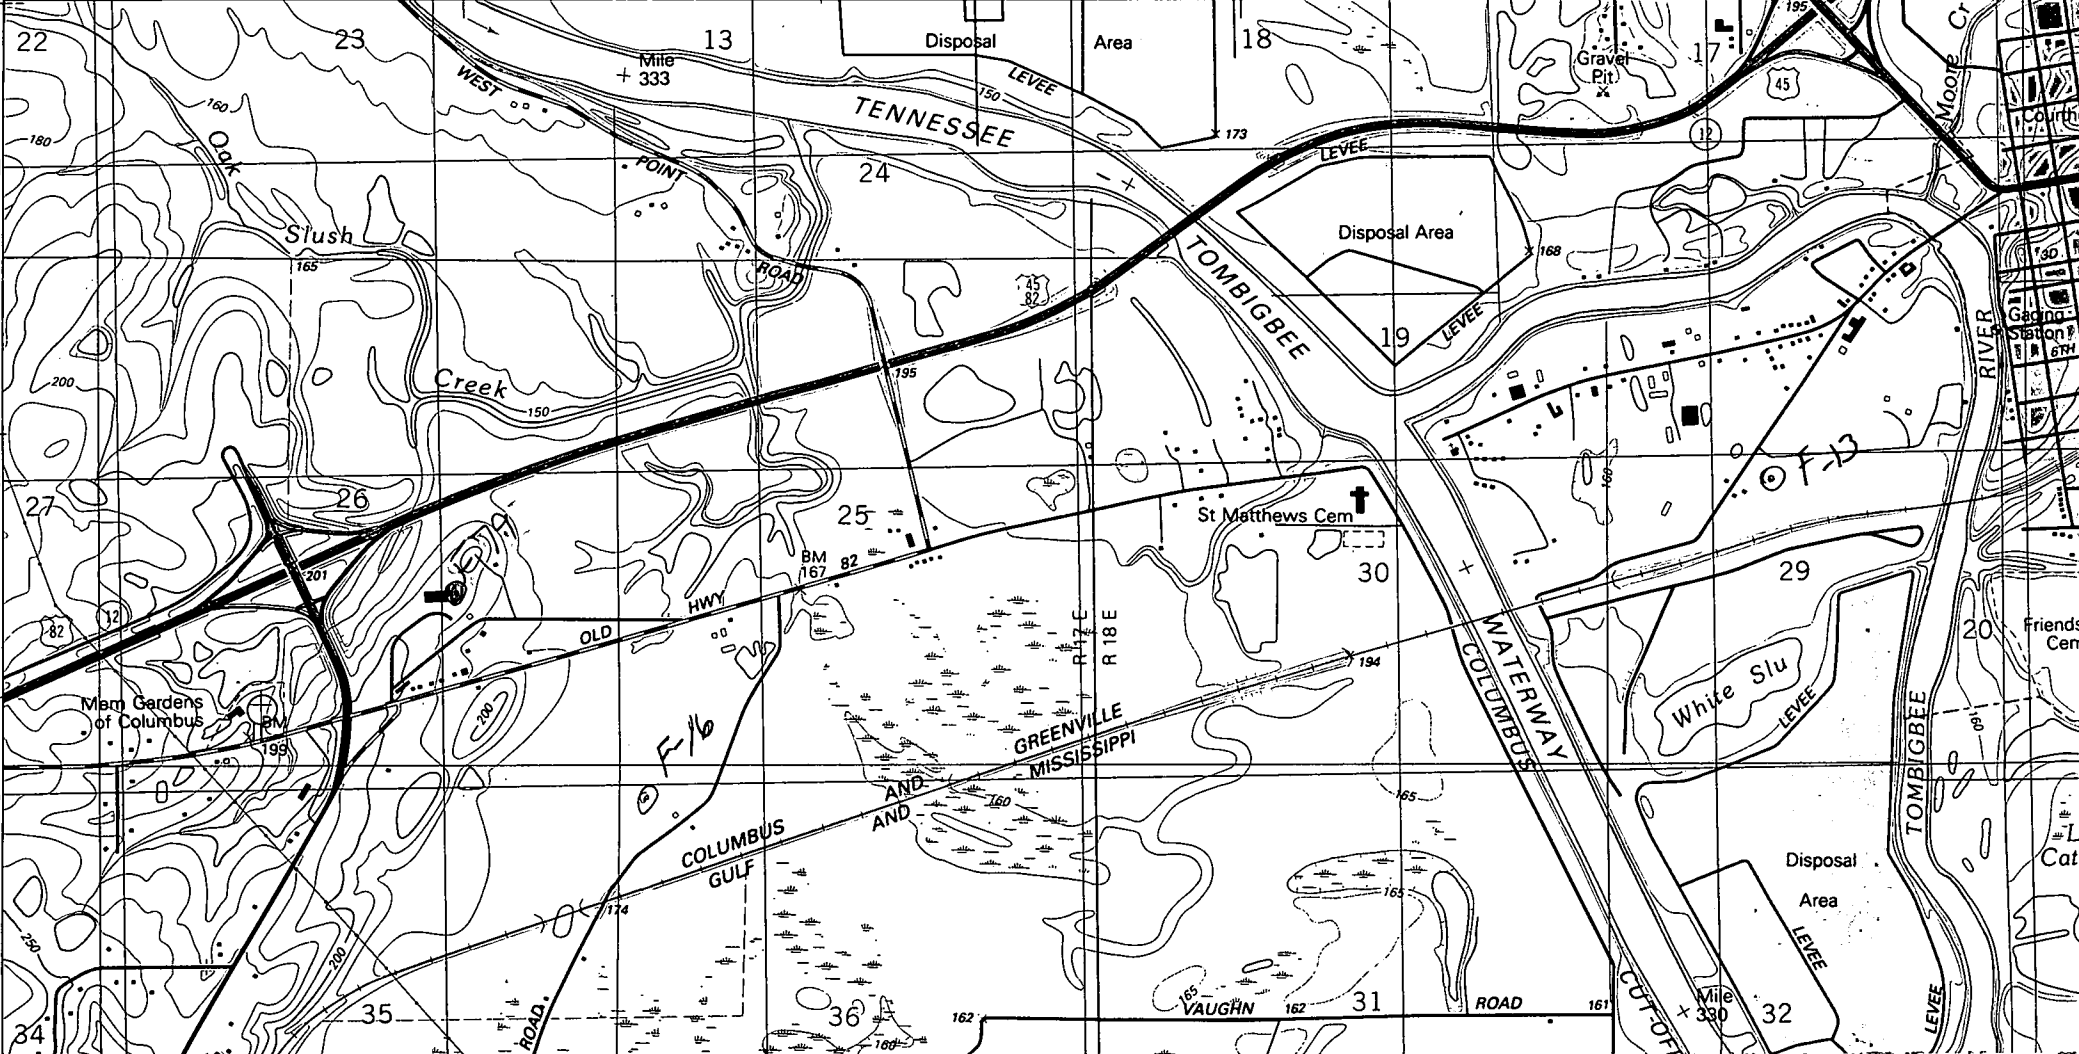 22
23
13
Disposal
Area
18
17
195
Cr
Moore
Mile
333
WEST
LEVEE
150
Gravel
Pit
45
160
TENNESSEE
173
12
Courth
180
Oak
POINT
24
LEVEE
Slush
165
ROAD
45
82
TOMBIGBEE
Disposal Area
168
3D
LEVEE
19
Gaging
Station
6TH
RIVER
200
Creek
150
195
F-13
160
27
26
25
St Matthews Cem
BM
167
82
30
29
201
HWY
OLD
12
82
R17E
R18E
20
Friends
Cem
194
WATERWAY
COLUMBUS
White Slu
LEVEE
Mem Gardens
of Columbus
BM
199
200
F-16
GREENVILLE
MISSISSIPPI
160
TOMBIGBEE
AND
AND
160
165
COLUMBUS
GULF
L
Cat
Disposal
Area
165
174
250
200
LEVEE
35
36
165
VAUGHN
162
31
ROAD
161
CUT-OFF
Mile
330
32
LEVEE
34
ROAD
162
160